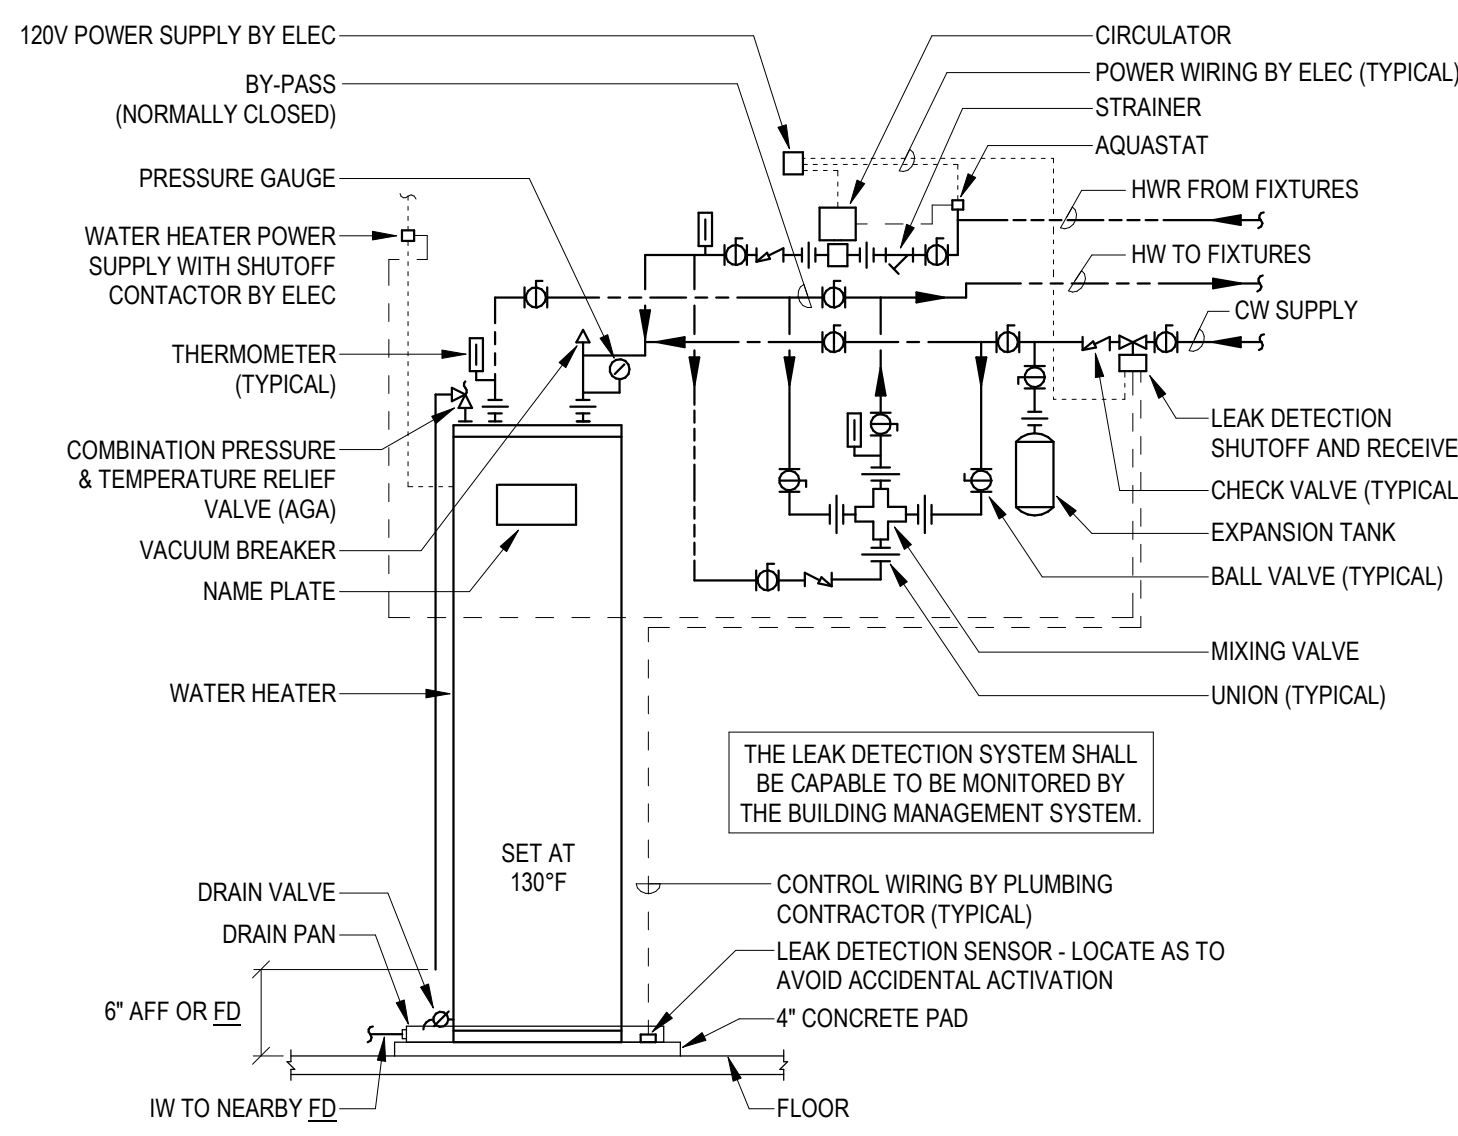 120V POWER SUPPLY BY ELEC
BY-PASS
(NORMALLY CLOSED)
PRESSURE GAUGE
WATER HEATER POWER
SUPPLY WITH SHUTOFF
CONTACTOR BY ELEC
THERMOMETER
(TYPICAL)
COMBINATION PRESSURE
& TEMPERATURE RELIEF
VALVE (AGA)
VACUUM BREAKER
NAME PLATE
WATER HEATER
DRAIN VALVE
DRAIN PAN
6" AFF OR FD
IW TO NEARBY FD
SET AT
130°F
CIRCULATOR
POWER WIRING BY ELEC (TYPICAL)
STRAINER
AQUASTAT
HWR FROM FIXTURES
HW TO FIXTURES
CW SUPPLY
LEAK DETECTION
SHUTOFF AND RECEIVE
CHECK VALVE (TYPICAL
EXPANSION TANK
BALL VALVE (TYPICAL)
MIXING VALVE
UNION (TYPICAL)
THE LEAK DETECTION SYSTEM SHALL
BE CAPABLE TO BE MONITORED BY
THE BUILDING MANAGEMENT SYSTEM.
CONTROL WIRING BY PLUMBING
CONTRACTOR (TYPICAL)
LEAK DETECTION SENSOR - LOCATE AS TO
AVOID ACCIDENTAL ACTIVATION
4" CONCRETE PAD
FLOOR